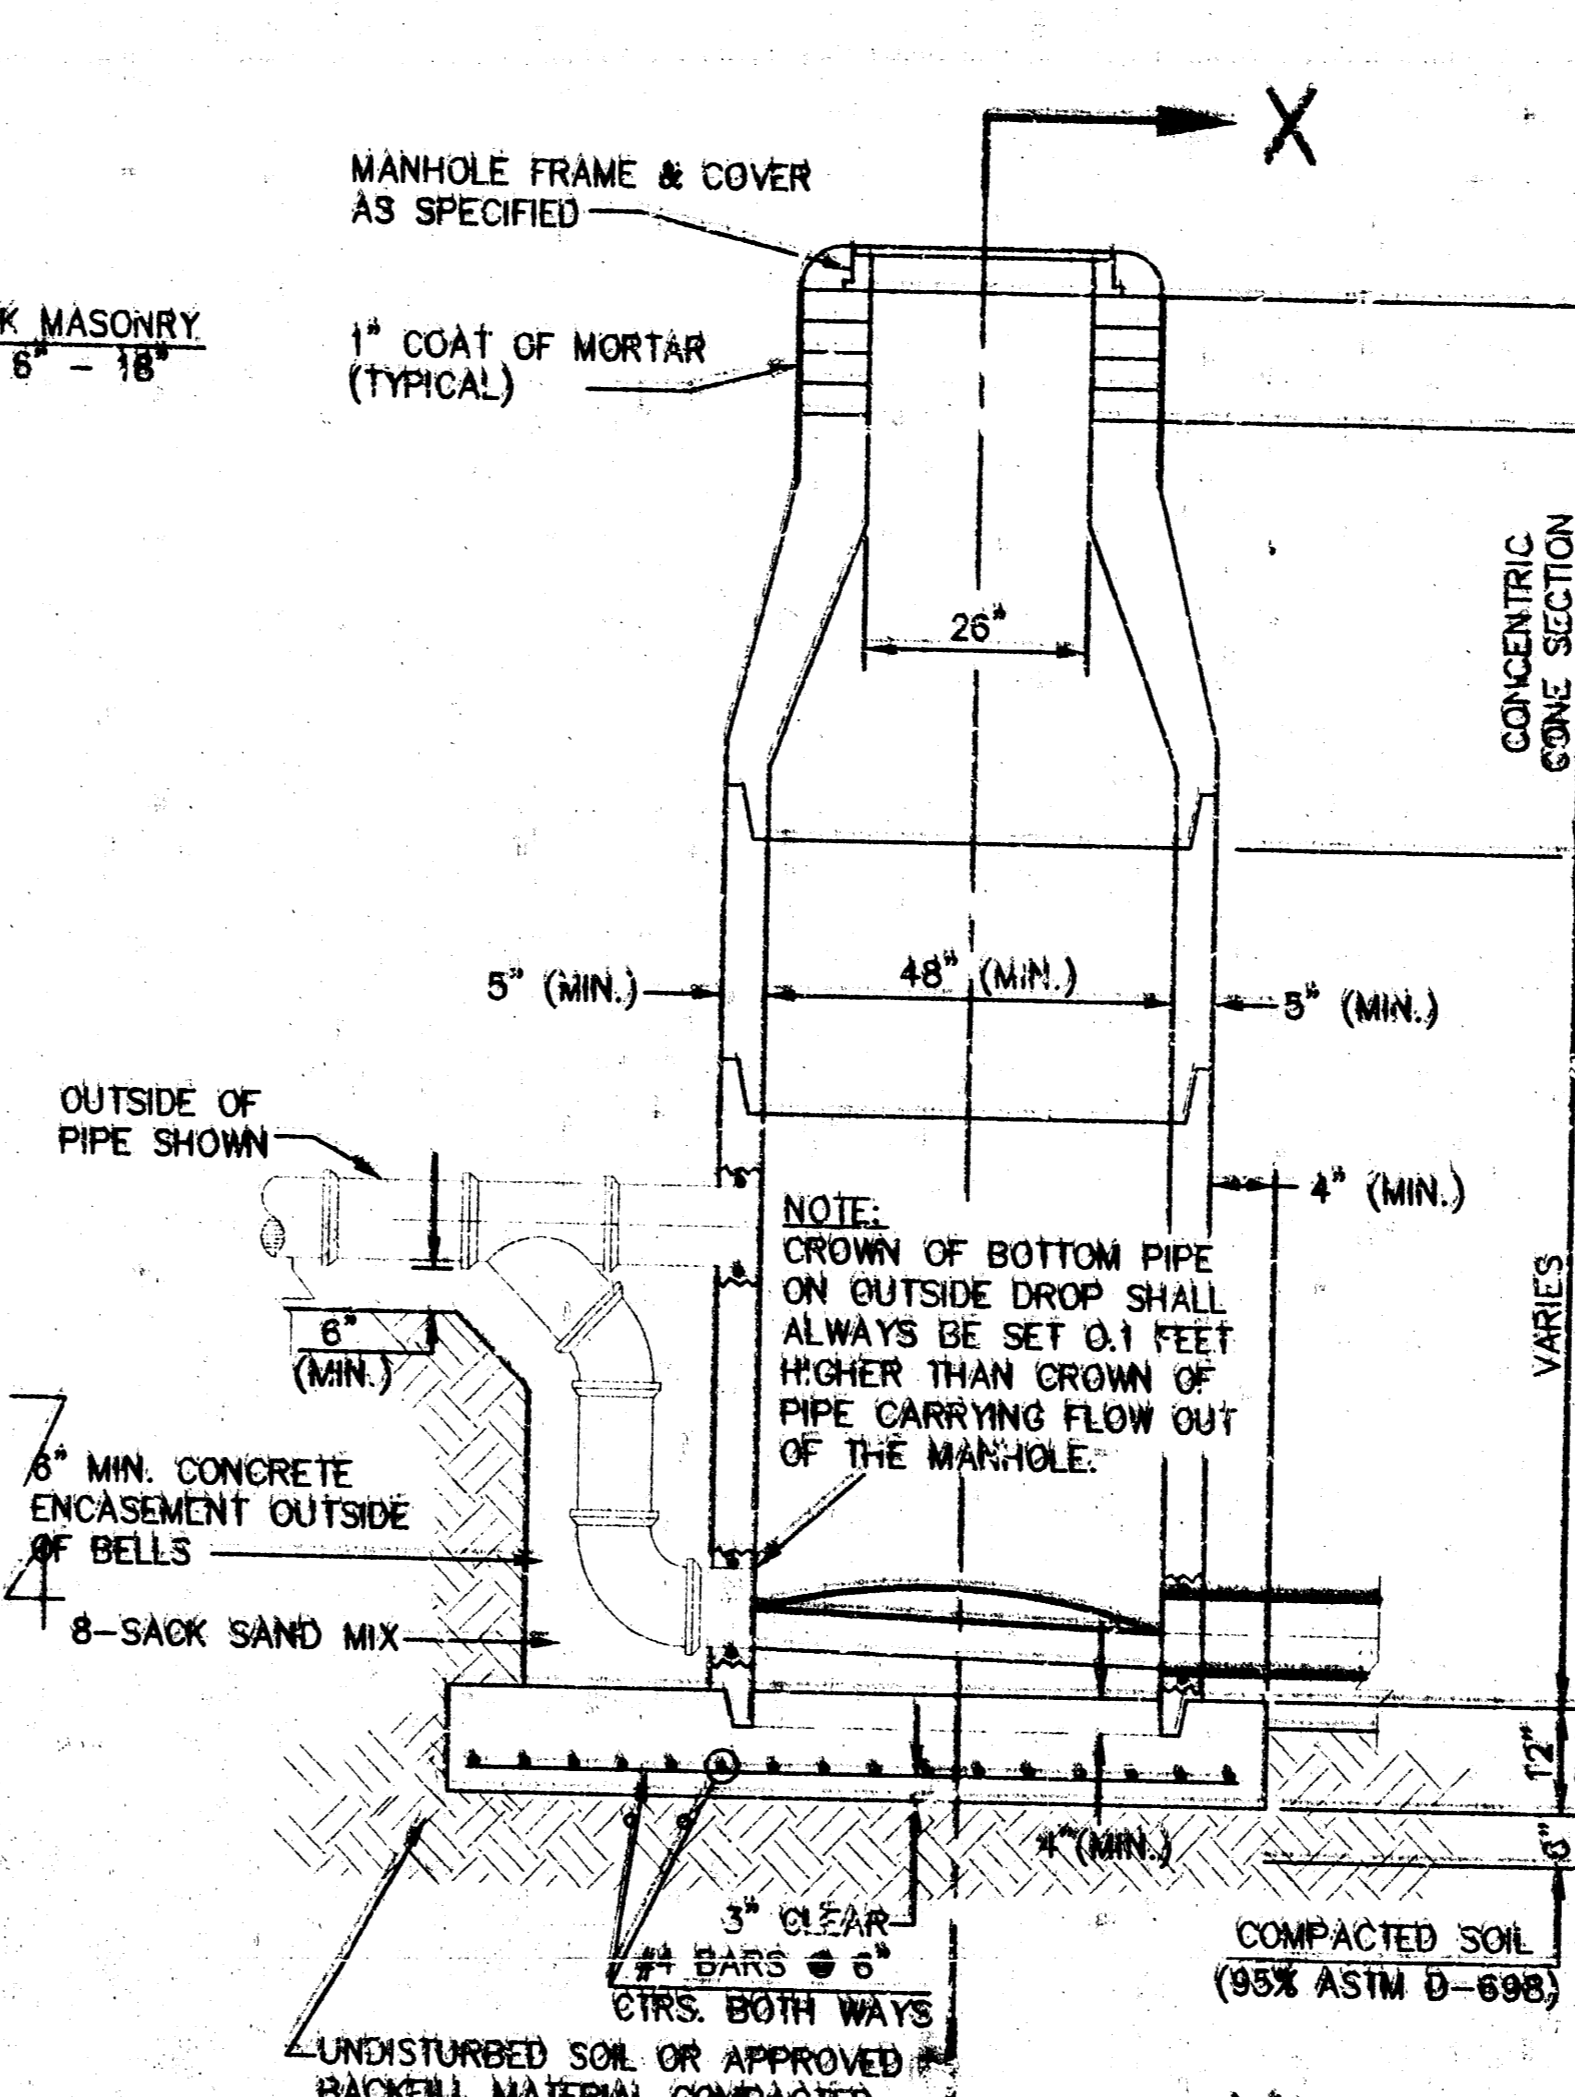 X
MANHOLE FRAME & COVER
AS SPECIFIED
MASONRY
6" - 18"
1" COAT OF MORTAR
(TYPICAL)
CONCENTRIC
CONE SECTION
26"
5" (MIN.)
48" (MIN.)
5" (MIN.)
OUTSIDE OF
PIPE SHOWN
4" (MIN.)
NOTE:
CROWN OF BOTTOM PIPE
ON OUTSIDE DROP SHALL
ALWAYS BE SET 0.1 FEET
HIGHER THAN CROWN OF
PIPE CARRYING FLOW OUT
OF THE MANHOLE.
VARIES
6"
(MIN.)
6" MIN. CONCRETE
ENCASEMENT OUTSIDE
OF BELLS
8-SACK SAND MIX
12"
4" (MIN.)
3" CLEAR
#4 BARS @ 6"
CTRS. BOTH WAYS
COMPACTED SOIL
(95% ASTM D-698)
UNDISTURBED SOIL OR APPROVED
BACKFILL MATERIAL COMPACTED